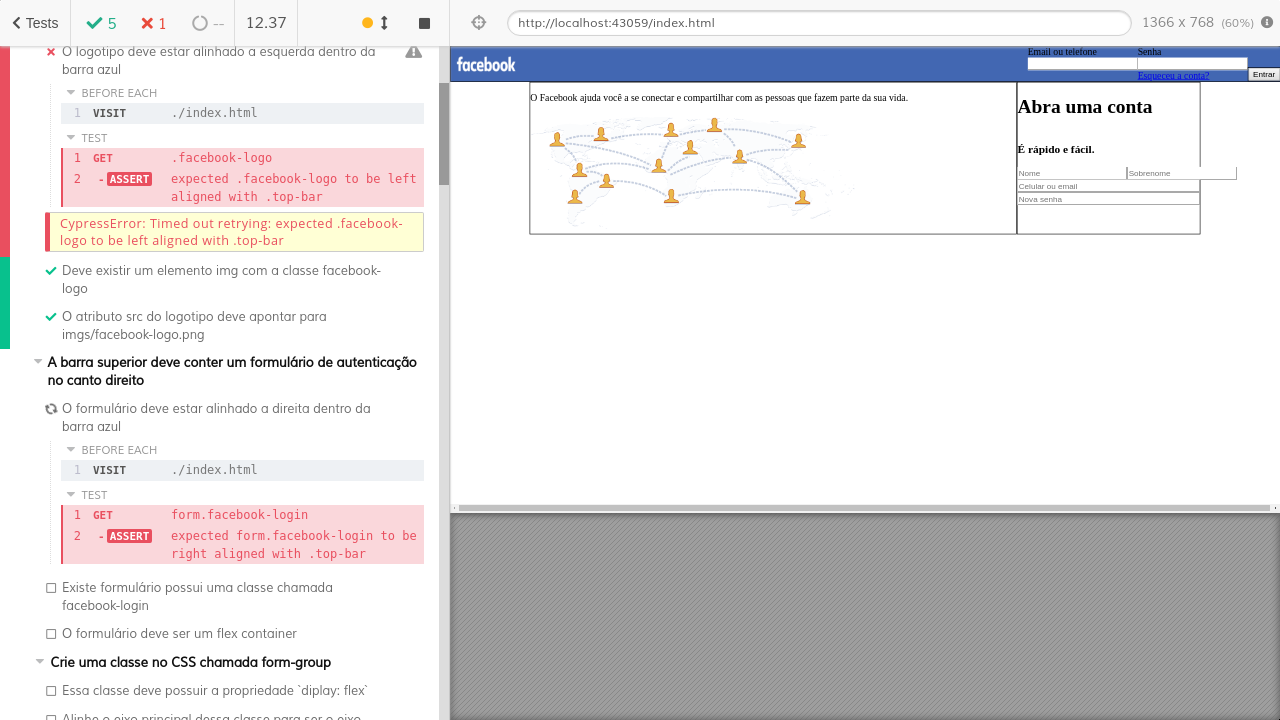 Tests
5
1
--
12.37
http://localhost:43059/index.html
1366 x 768 (60%)
O logotipo deve estar alinhado a esquerda dentro da
barra azul
BEFORE EACH
1 VISIT ./index.html
TEST
1 GET .facebook-logo
2 -ASSERT expected .facebook-logo to be left
aligned with .top-bar
CypressError: Timed out retrying: expected .facebook-
logo to be left aligned with .top-bar
Deve existir um elemento img com a classe facebook-
logo
O atributo src do logotipo deve apontar para
imgs/facebook-logo.png
A barra superior deve conter um formulário de autenticação
no canto direito
O formulário deve estar alinhado a direita dentro da
barra azul
BEFORE EACH
1 VISIT ./index.html
TEST
1 GET form.facebook-login
2 -ASSERT expected form.facebook-login to be
right aligned with .top-bar
Existe formulário possui uma classe chamada
facebook-login
O formulário deve ser um flex container
Crie uma classe no CSS chamada form-group
Essa classe deve possuir a propriedade `diplay: flex`
Alinhe o eixo principal dessa classe para ser o eixo
facebook
Email ou telefone
Senha
Esqueceu a conta?
Entrar
O Facebook ajuda você a se conectar e compartilhar com as pessoas que fazem parte da sua vida.
Abra uma conta
É rápido e fácil.
Nome
Sobrenome
Celular ou email
Nova senha